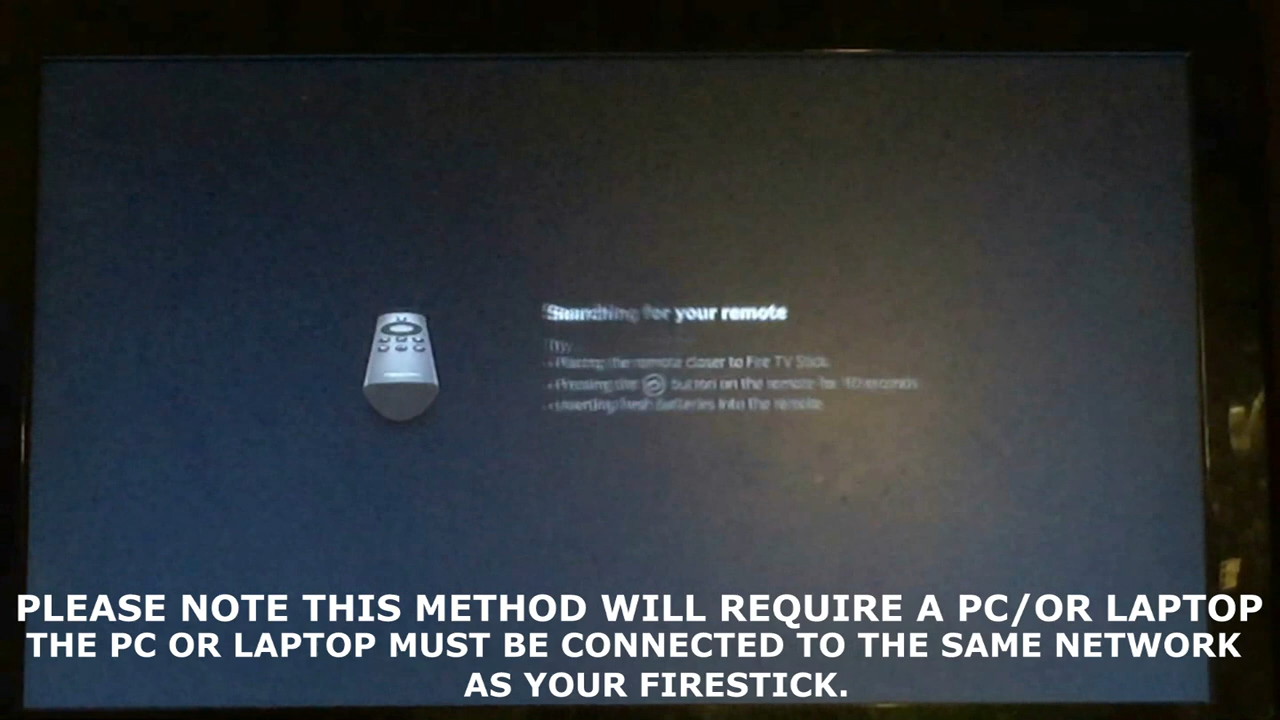 Searching for your remote
Try:
• Placing the remote closer to Fire TV Stick
• Pressing the button on the remote for 10 seconds
• Inserting fresh batteries into the remote
PLEASE NOTE THIS METHOD WILL REQUIRE A PC/OR LAPTOP
THE PC OR LAPTOP MUST BE CONNECTED TO THE SAME NETWORK
AS YOUR FIRESTICK.